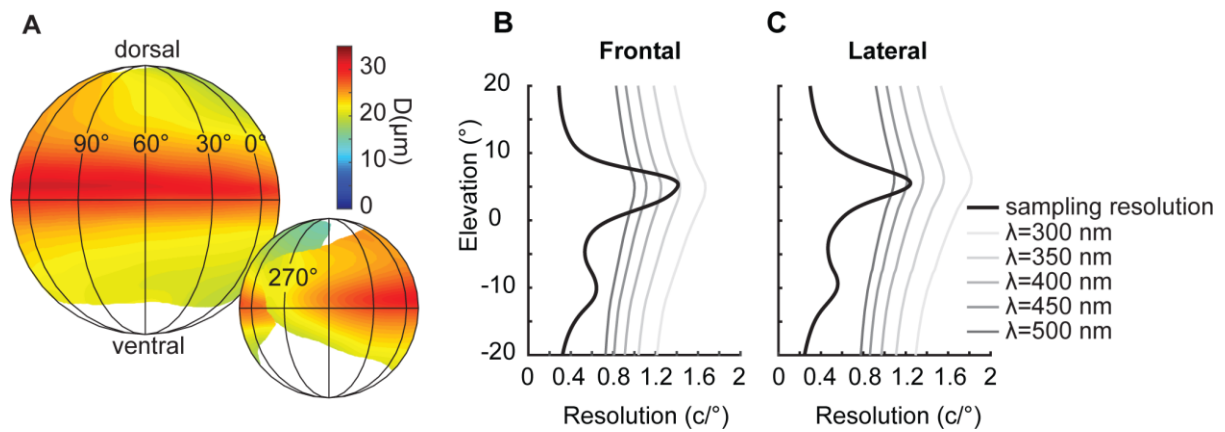 A
dorsal
90° 60° 30° 0°
ventral
270°
30
20
10
0
D(μm)
B
Frontal
20
10
0
-10
-20
Elevation (°)
0 0.4 0.8 1.2 1.6 2
Resolution (c/°)
C
Lateral
0 0.4 0.8 1.2 1.6 2
Resolution (c/°)
sampling resolution
λ=300 nm
λ=350 nm
λ=400 nm
λ=450 nm
λ=500 nm